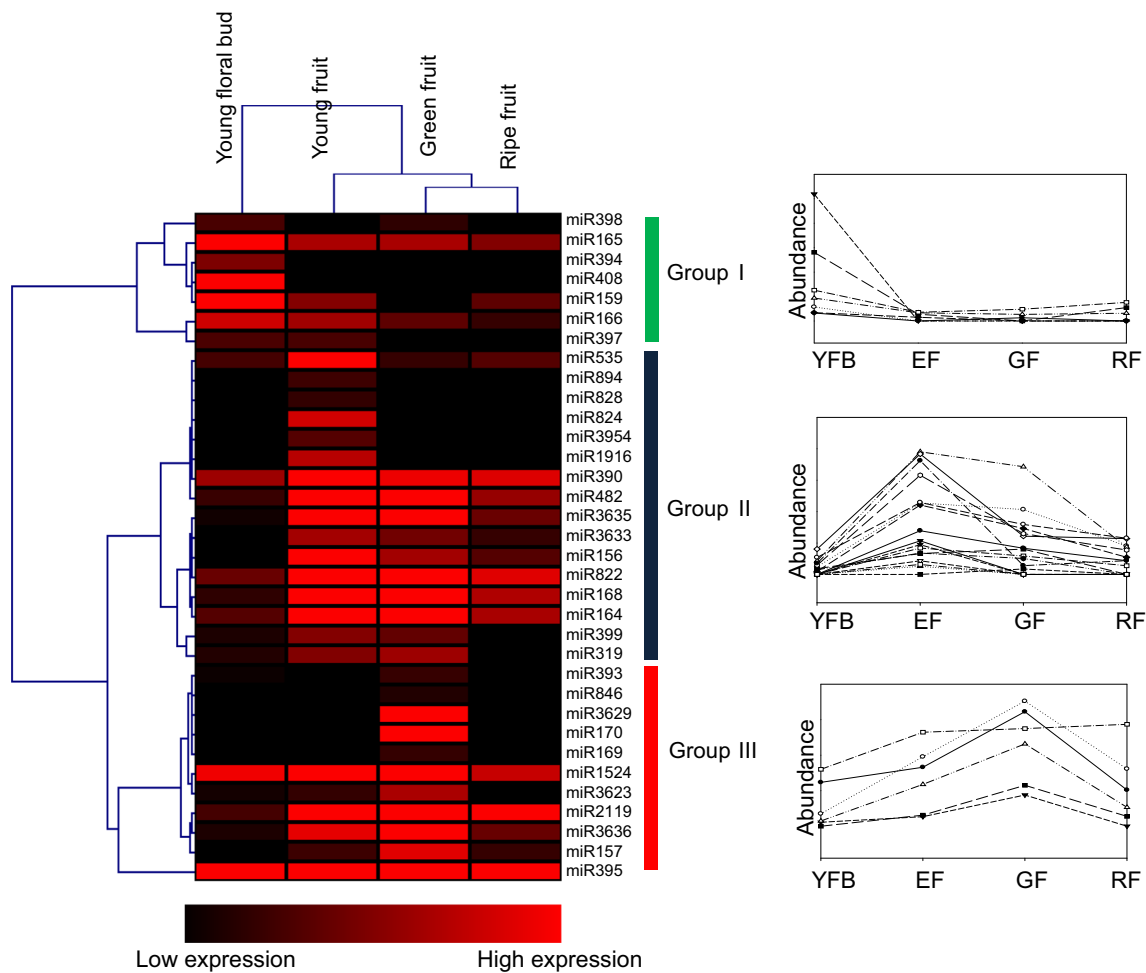 Young floral bud
Young fruit
Green fruit
Ripe fruit
miR398
miR165
miR394
miR408
miR159
miR166
miR397
miR535
miR894
miR828
miR824
miR3954
miR1916
miR390
miR482
miR3635
miR3633
miR156
miR822
miR168
miR164
miR399
miR319
miR393
miR846
miR3629
miR170
miR169
miR1524
miR3623
miR2119
miR3636
miR157
miR395
Group I
Group II
Group III
Low expression
High expression
Abundance
YFB EF GF RF
Abundance
YFB EF GF RF
Abundance
YFB EF GF RF